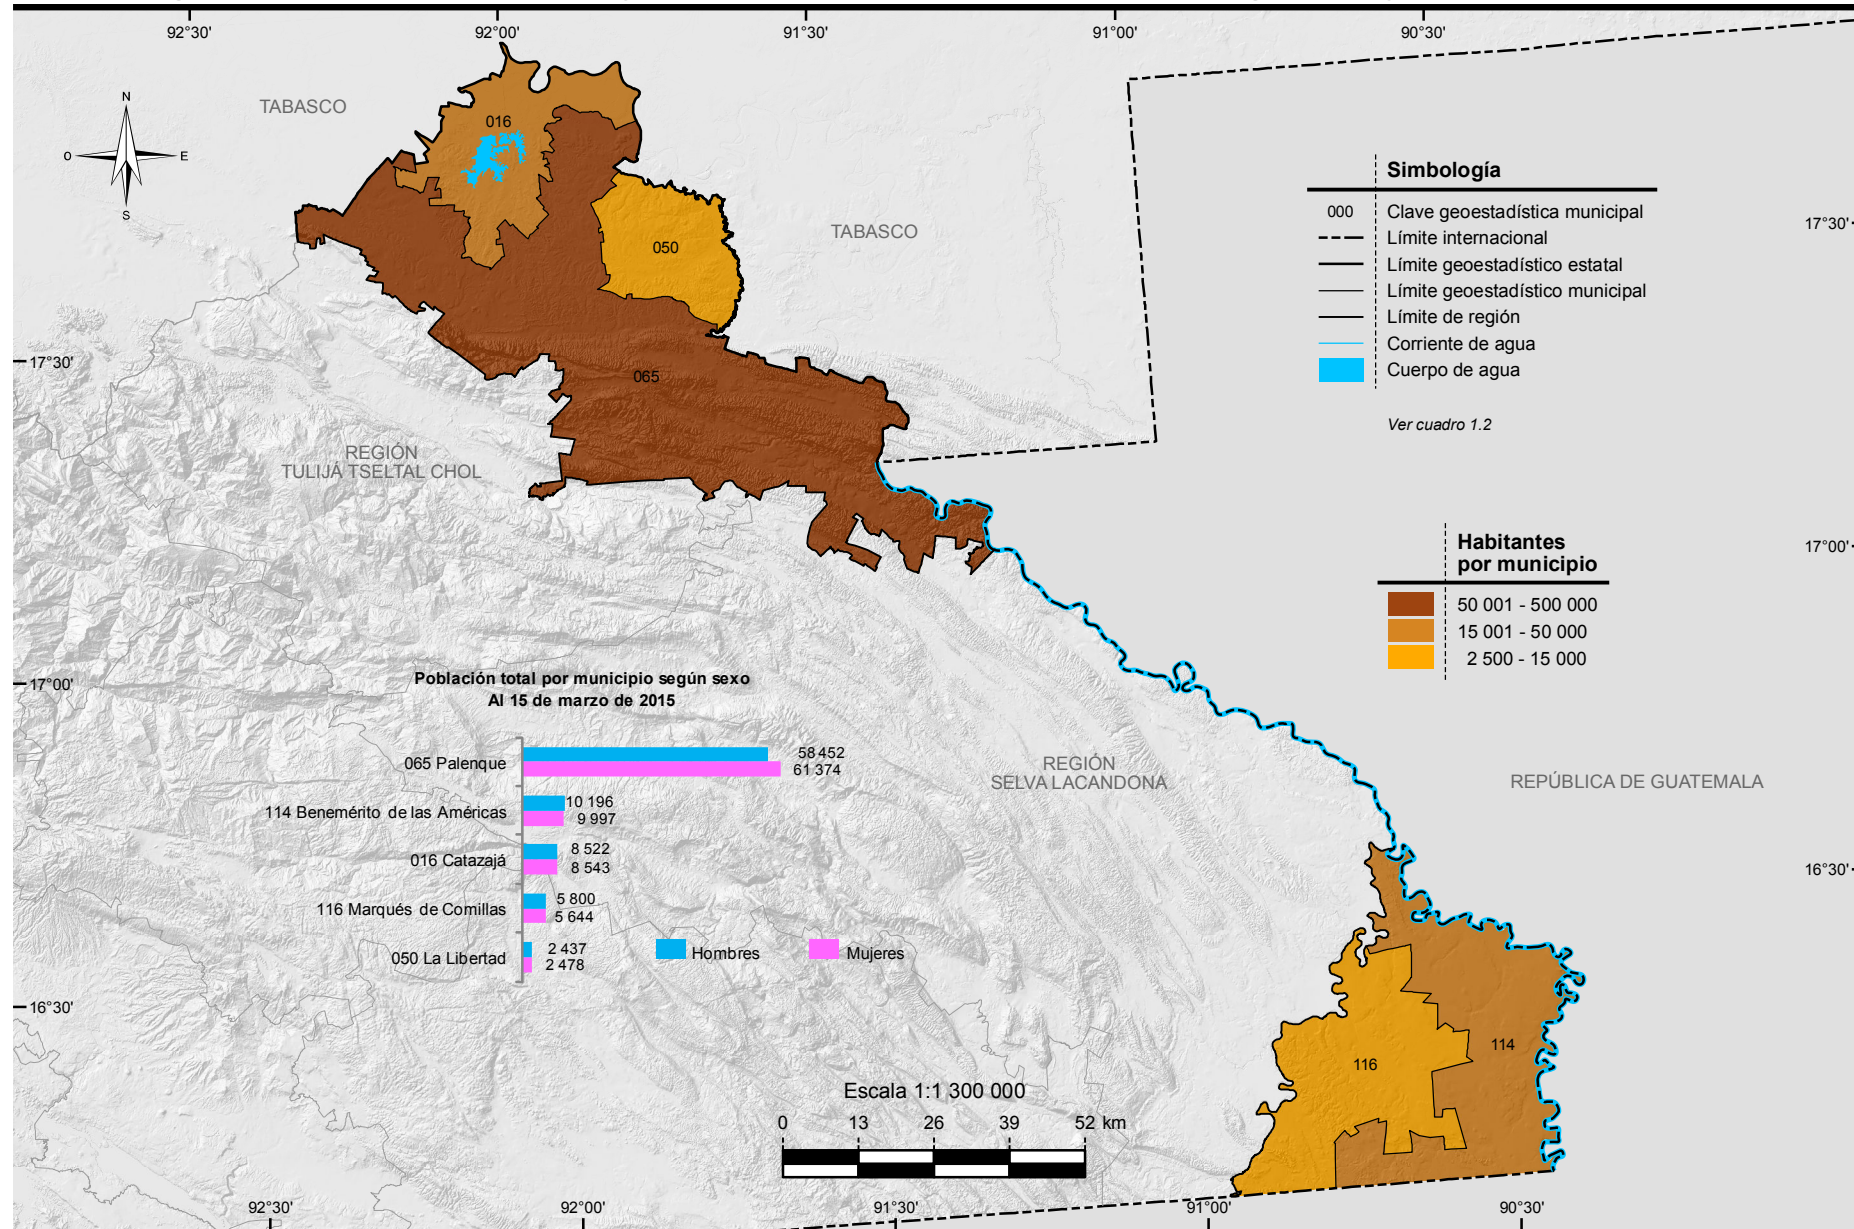 92°30'
92°00'
91°30'
91°00'
90°30'
TABASCO
N
O
E
S
016
Simbología
000 Clave geoestadística municipal
Límite internacional
Límite geoestadístico estatal
Límite geoestadístico municipal
Límite de región
Corriente de agua
Cuerpo de agua
Ver cuadro 1.2
17°30'
TABASCO
050
17°30'
065
REGIÓN
TULIJÁ TSELTAL CHOL
17°00'
Habitantes
por municipio
50 001 - 500 000
15 001 - 50 000
2 500 - 15 000
17°00'
Población total por municipio según sexo
Al 15 de marzo de 2015
065 Palenque
58 452
61 374
114 Benemérito de las Américas
10 196
9 997
016 Catazajá
8 522
8 543
116 Marqués de Comillas
5 800
5 644
050 La Libertad
2 437
2 478
Hombres
Mujeres
REGIÓN
SELVA LACANDONA
REPÚBLICA DE GUATEMALA
16°30'
16°30'
114
116
Escala 1:1 300 000
0 13 26 39 52 km
92°30'
92°00'
91°30'
91°00'
90°30'